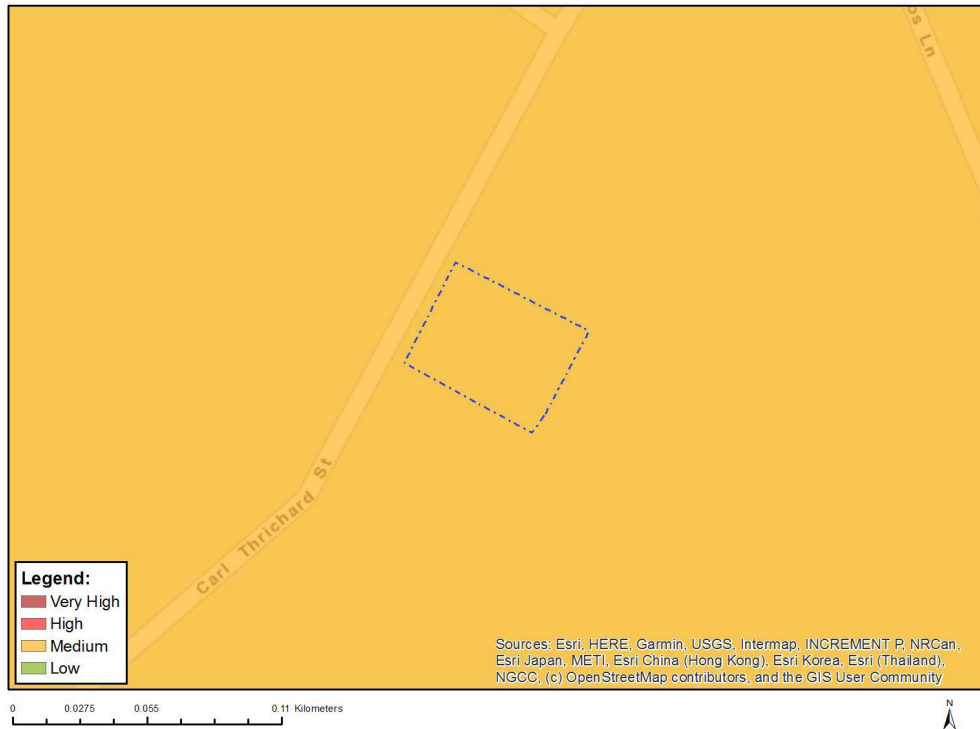 Ln
Carl Thrichard St
Legend:
Very High
High
Medium
Low
Sources: Esri, HERE, Garmin, USGS, Intermap, INCREMENT P, NRCan,
Esri Japan, METI, Esri China (Hong Kong), Esri Korea, Esri (Thailand),
NGCC, (c) OpenStreetMap contributors, and the GIS User Community
0 0.0275 0.055 0.11 Kilometers
N